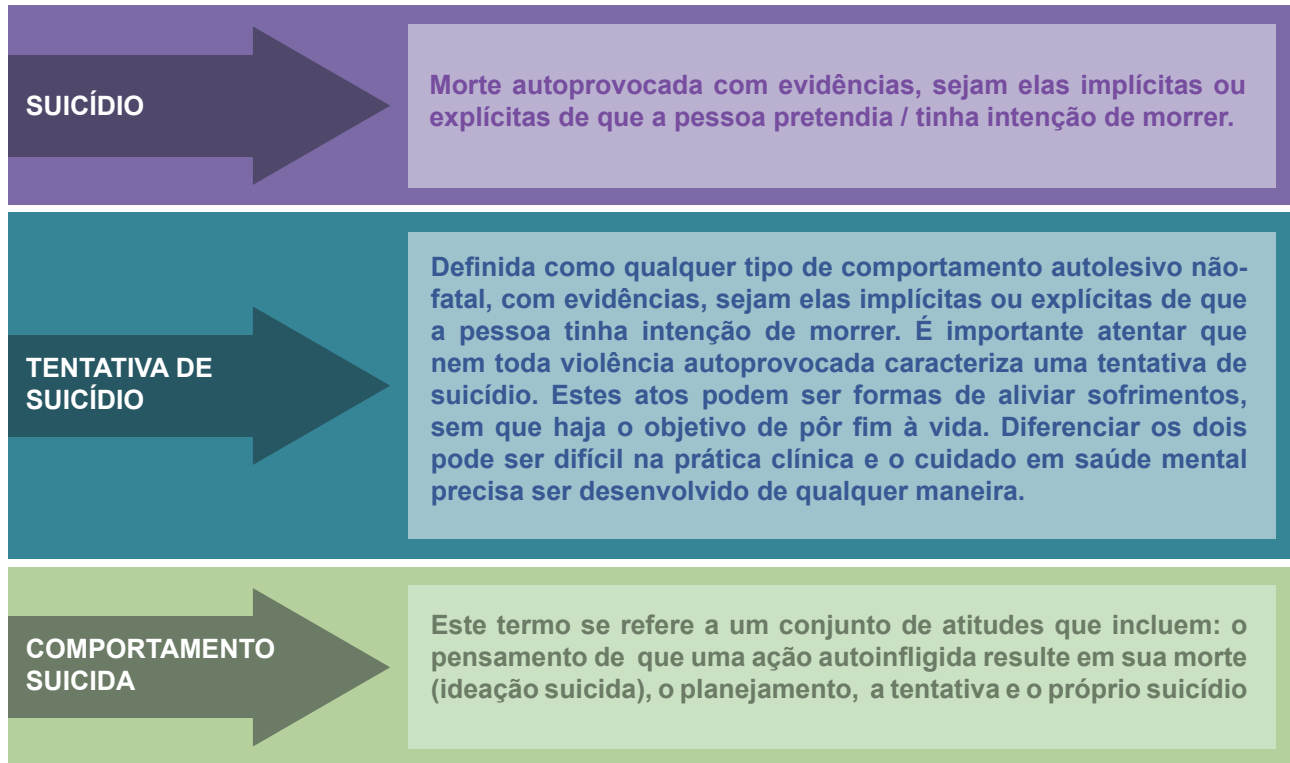 SUICÍDIO
Morte autoprovocada com evidências, sejam elas implícitas ou
explícitas de que a pessoa pretendia / tinha intenção de morrer.
TENTATIVA DE
SUICÍDIO
Definida como qualquer tipo de comportamento autolesivo não-
fatal, com evidências, sejam elas implícitas ou explícitas de que
a pessoa tinha intenção de morrer. É importante atentar que
nem toda violência autoprovocada caracteriza uma tentativa de
suicídio. Estes atos podem ser formas de aliviar sofrimentos,
sem que haja o objetivo de pôr fim à vida. Diferenciar os dois
pode ser difícil na prática clínica e o cuidado em saúde mental
precisa ser desenvolvido de qualquer maneira.
COMPORTAMENTO
SUICIDA
Este termo se refere a um conjunto de atitudes que incluem: o
pensamento de que uma ação autoinfligida resulte em sua morte
(ideação suicida), o planejamento, a tentativa e o próprio suicídio